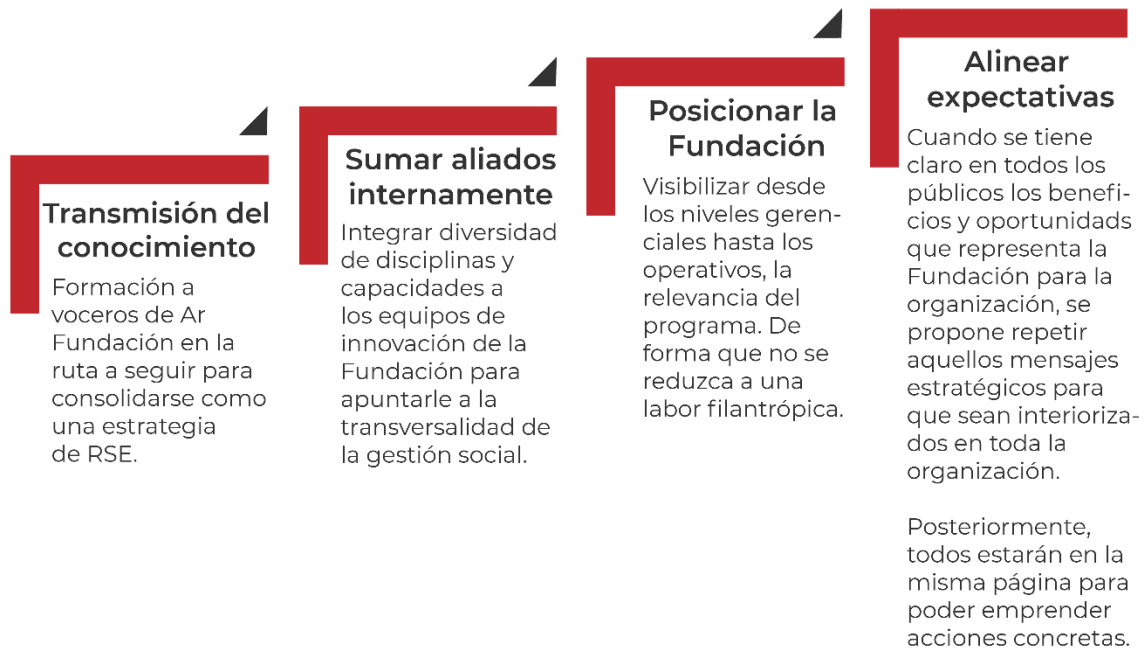 Transmisión del
conocimiento
Formación a
voceros de Ar
Fundación en la
ruta a seguir para
consolidarse como
una estrategia
de RSE.
Sumar aliados
internamente
Integrar diversidad
de disciplinas y
capacidades a
los equipos de
innovación de la
Fundación para
apuntarle a la
transversalidad de
la gestión social.
Posicionar la
Fundación
Visibilizar desde
los niveles geren-
ciales hasta los
operativos, la
relevancia del
programa. De
forma que no se
reduzca a una
labor filantrópica.
Alinear
expectativas
Cuando se tiene
claro en todos los
públicos los benefi-
cios y oportunidads
que representa la
Fundación para la
organización, se
propone repetir
aquellos mensajes
estratégicos para
que sean interioriza-
dos en toda la
organización.
Posteriormente,
todos estarán en la
misma página para
poder emprender
acciones concretas.